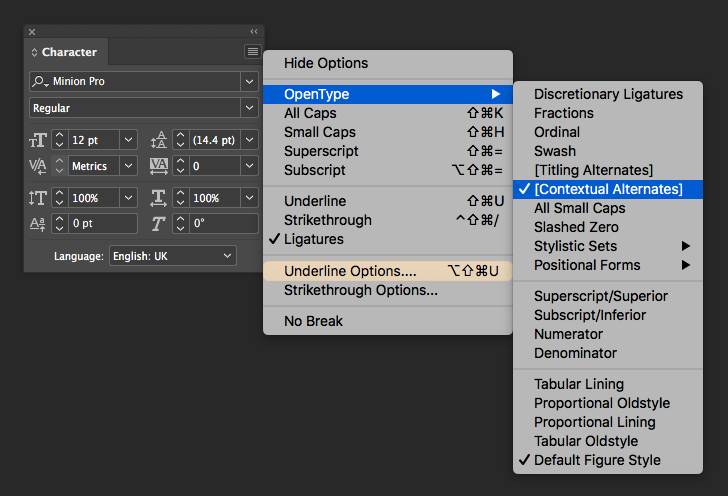 Character
Minion Pro
Regular
12 pt
(14.4 pt)
Metrics
0
100%
100%
0 pt
0°
Language: English: UK
Hide Options
OpenType
All Caps ⇧⌘K
Small Caps ⇧⌘H
Superscript ⇧⌘=
Subscript ⌥⇧⌘=
Underline ⇧⌘U
Strikethrough ^⇧⌘/
✓ Ligatures
Underline Options.... ⌥⇧⌘U
Strikethrough Options...
No Break
Discretionary Ligatures
Fractions
Ordinal
Swash
[Titling Alternates]
✓ [Contextual Alternates]
All Small Caps
Slashed Zero
Stylistic Sets
Positional Forms
Superscript/Superior
Subscript/Inferior
Numerator
Denominator
Tabular Lining
Proportional Oldstyle
Proportional Lining
Tabular Oldstyle
✓ Default Figure Style